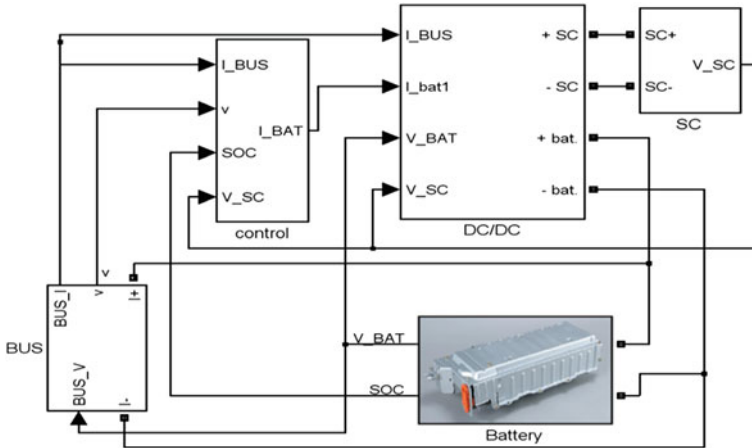 I_BUS
v
SOC
V_SC
I_BAT
control
I_BUS
I_bat1
V_BAT
V_SC
+ SC
- SC
+ bat.
- bat.
DC/DC
SC+
SC-
V_SC
SC
BUS
BUS_I
v
v
I+
BUS_V
I-
V_BAT
SOC
Battery